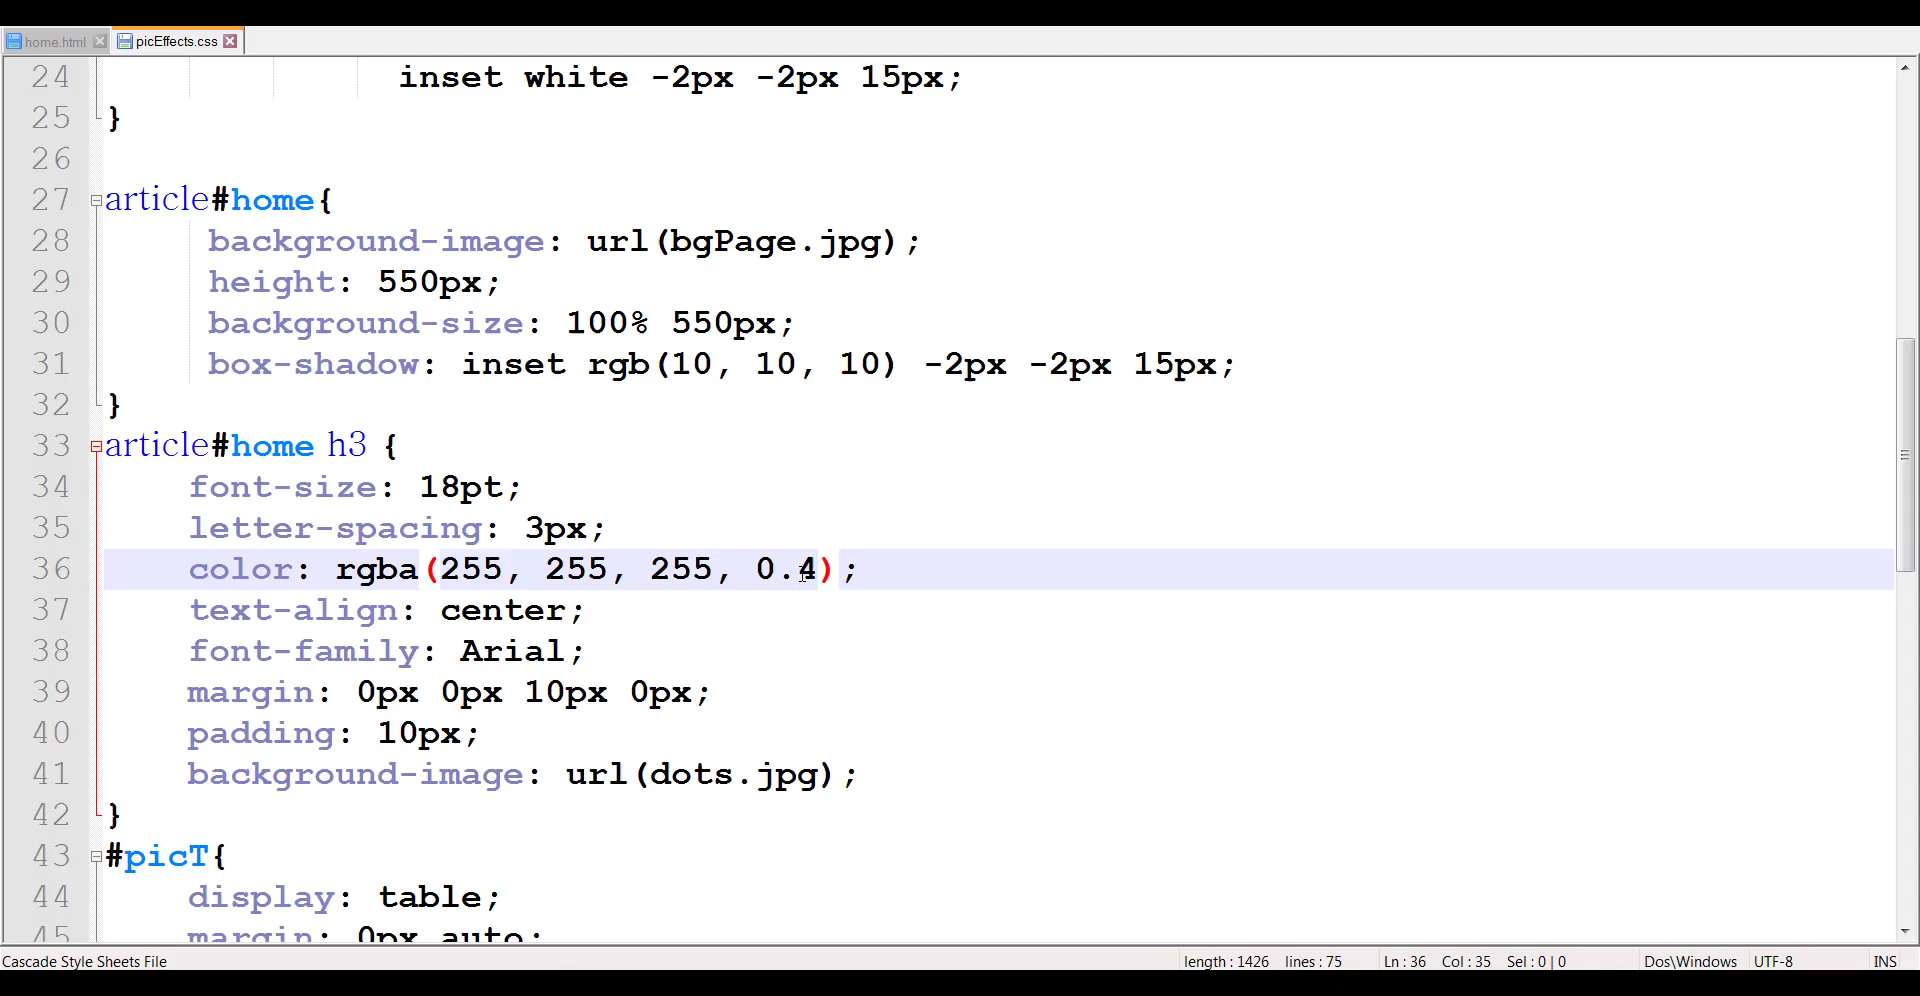 home.html picEffects.css
24 inset white -2px -2px 15px;
25 }
26
27 article#home{
28 background-image: url(bgPage.jpg);
29 height: 550px;
30 background-size: 100% 550px;
31 box-shadow: inset rgb(10, 10, 10) -2px -2px 15px;
32 }
33 article#home h3 {
34 font-size: 18pt;
35 letter-spacing: 3px;
36 color: rgba(255, 255, 255, 0.4);
37 text-align: center;
38 font-family: Arial;
39 margin: 0px 0px 10px 0px;
40 padding: 10px;
41 background-image: url(dots.jpg);
42 }
43 #picT{
44 display: table;
45 margin: 0px auto;
Cascade Style Sheets File length : 1426 lines : 75 Ln : 36 Col : 35 Sel : 0 | 0 Dos\Windows UTF-8 INS